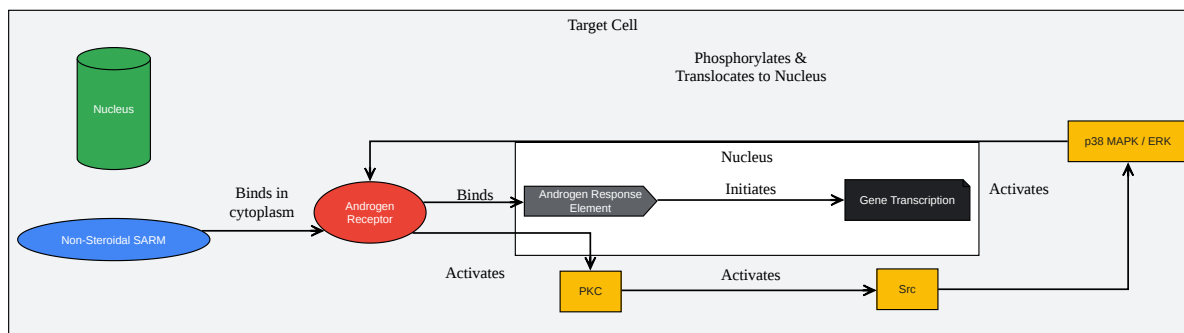 Target Cell
Phosphorylates &
Translocates to Nucleus
Nucleus
p38 MAPK / ERK
Nucleus
Binds in
cytoplasm
Androgen
Receptor
Binds
Androgen Response
Element
Initiates
Gene Transcription
Activates
Non-Steroidal SARM
Activates
PKC
Activates
Src